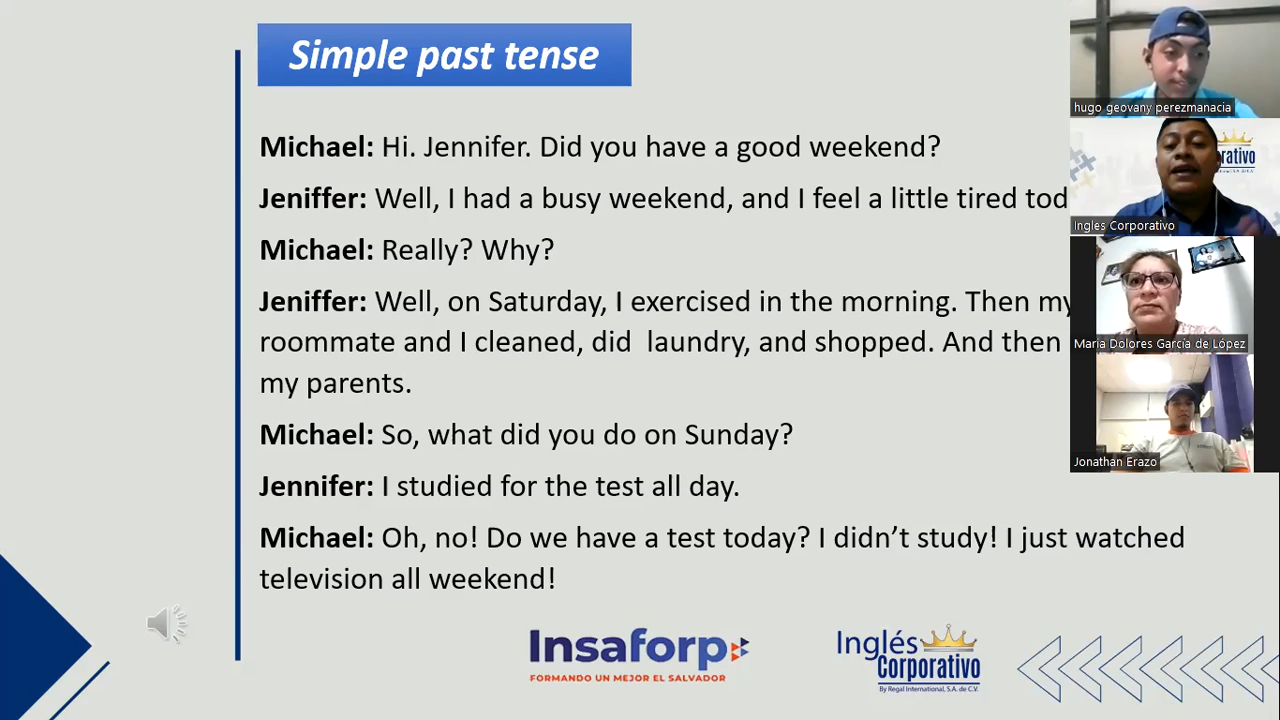 Simple past tense
Michael: Hi. Jennifer. Did you have a good weekend?
Jeniffer: Well, I had a busy weekend, and I feel a little tired tod
Michael: Really? Why?
Jeniffer: Well, on Saturday, I exercised in the morning. Then my
roommate and I cleaned, did laundry, and shopped. And then
my parents.
Michael: So, what did you do on Sunday?
Jennifer: I studied for the test all day.
Michael: Oh, no! Do we have a test today? I didn't study! I just watched
television all weekend!
Insaforp
FORMANDO UN MEJOR EL SALVADOR
Inglés
Corporativo
By Regal International, S.A. de C.V.
hugo geovany perezmanacia
rativo
Ingles Corporativo
Maria Dolores García de López
Jonathan Erazo